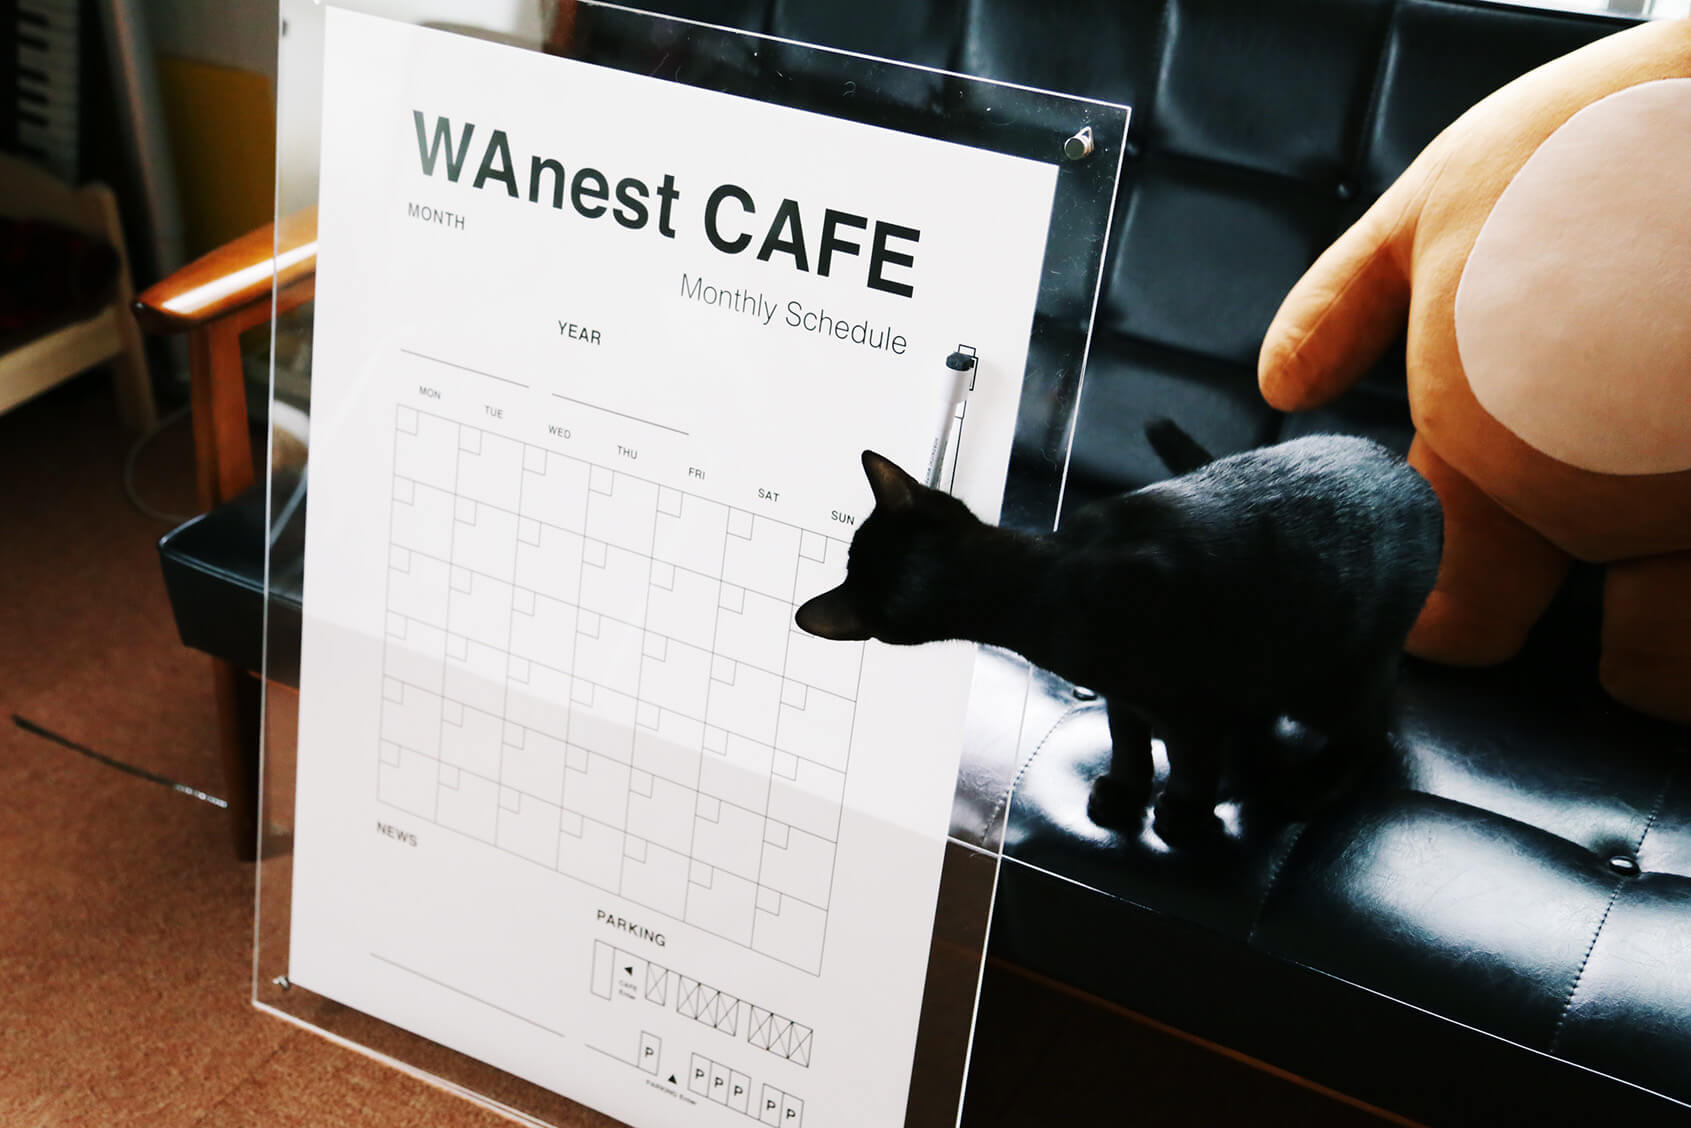 WAnest CAFE
MONTH
Monthly Schedule
YEAR
MON TUE WED THU FRI SAT SUN
NEWS
PARKING
CAFE
Enter
P
P P P P P
PARKING Enter